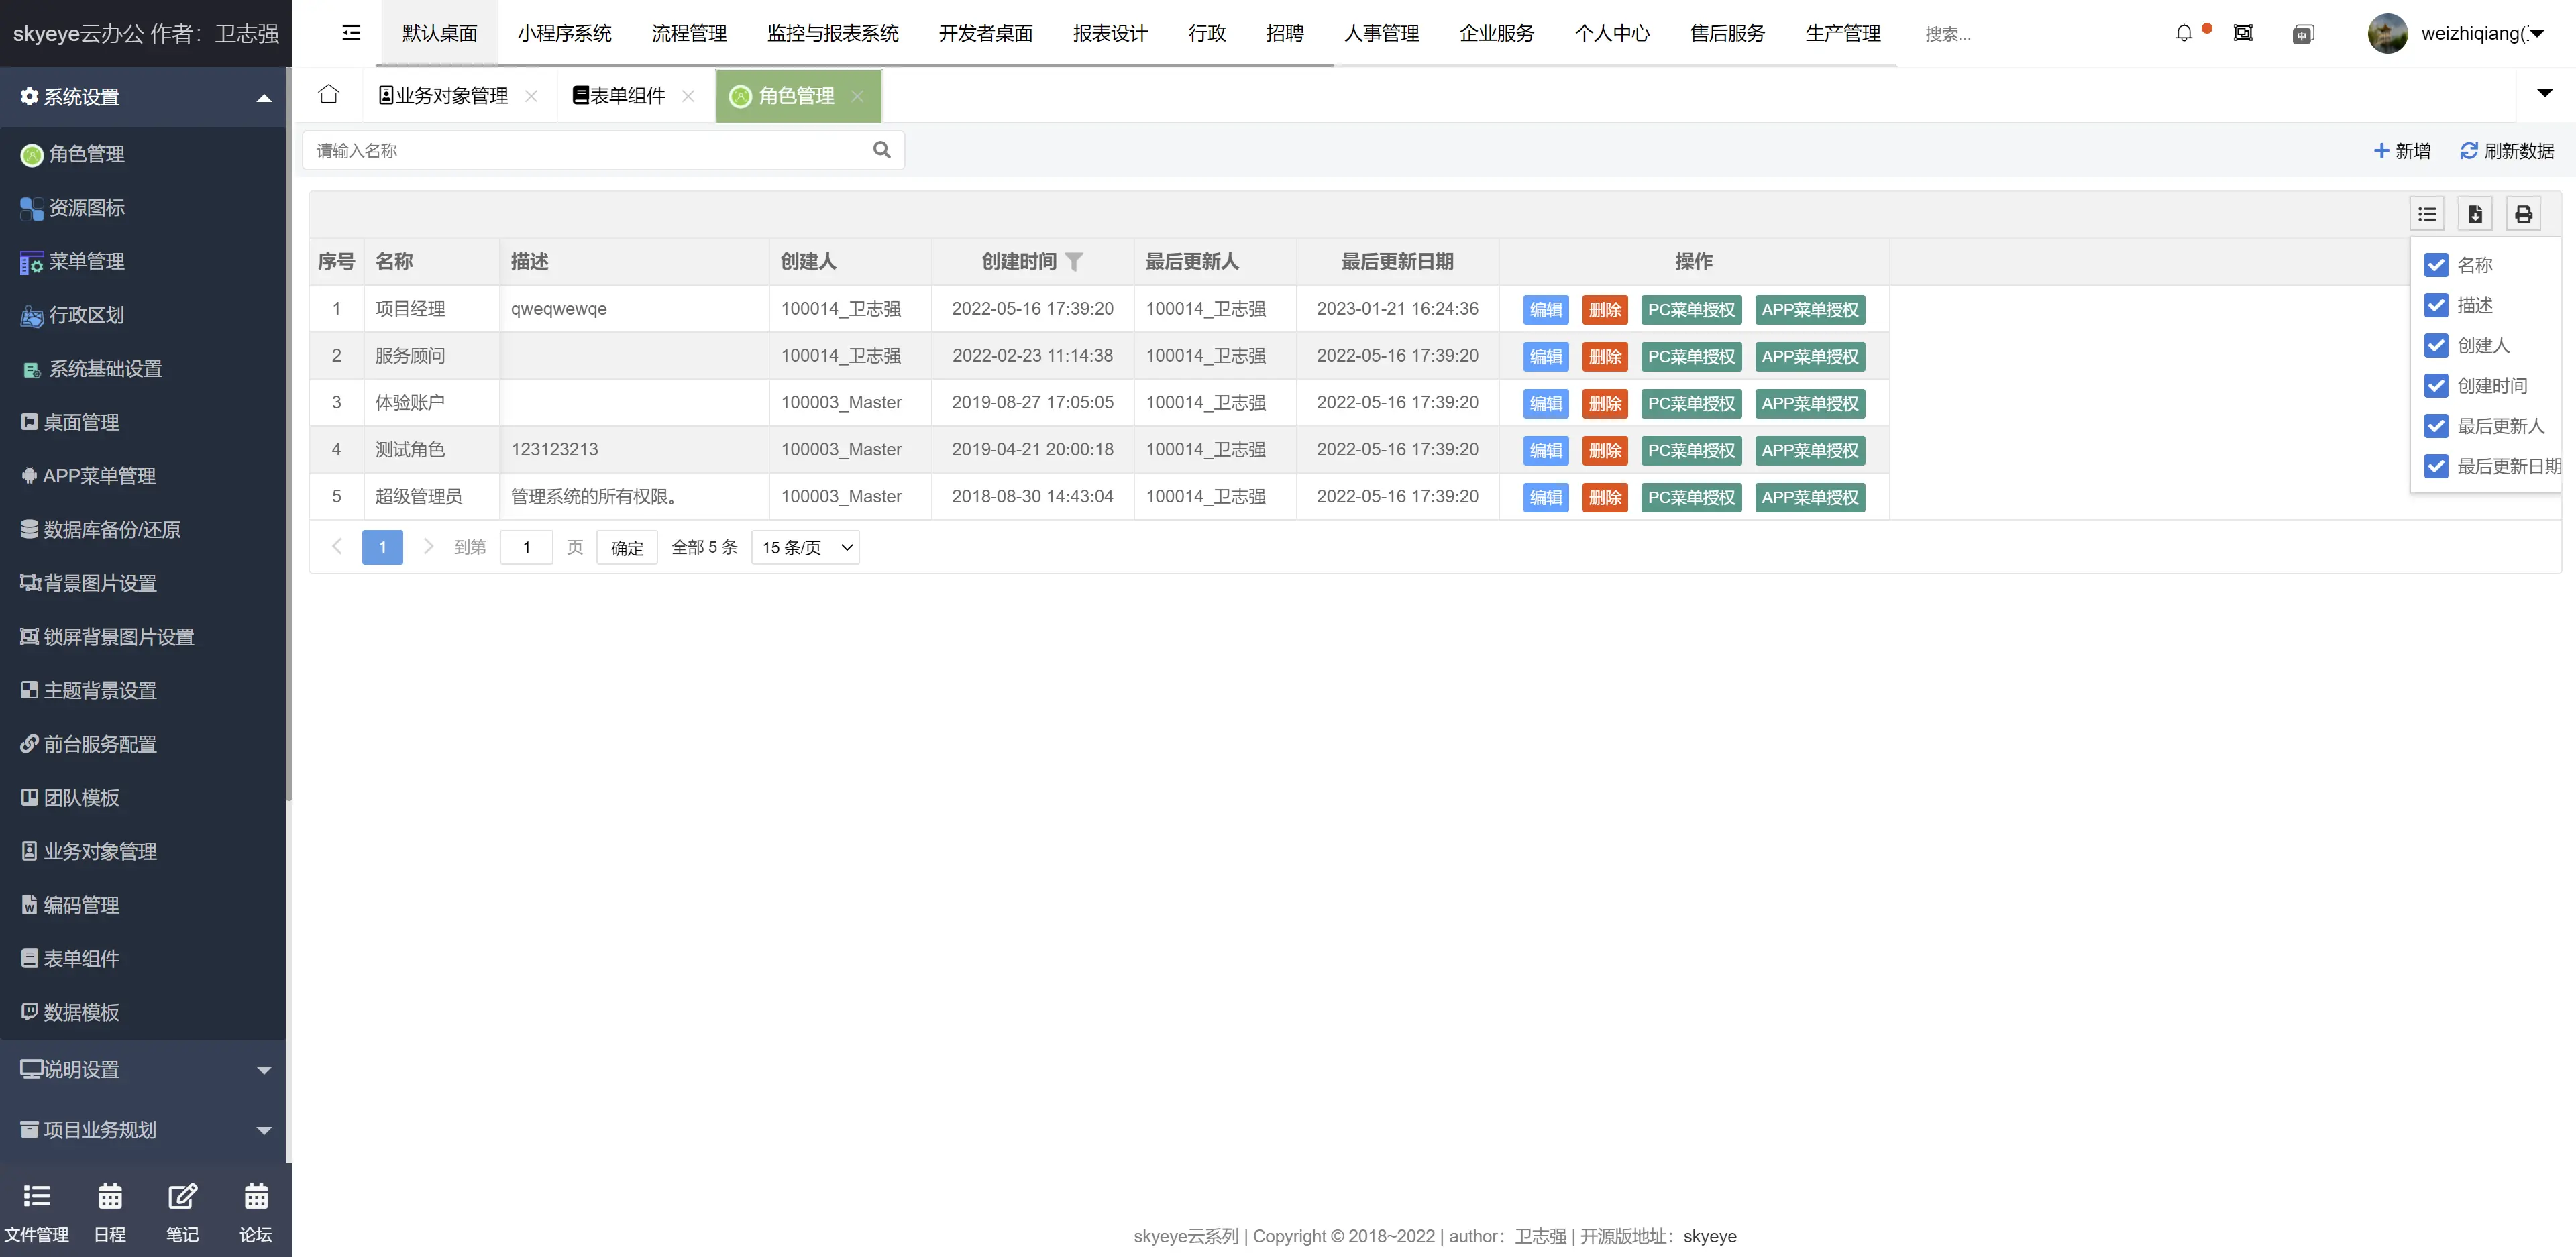 skyeye云办公 作者：卫志强
默认桌面 小程序系统 流程管理 监控与报表系统 开发者桌面 报表设计 行政 招聘 人事管理 企业服务 个人中心 售后服务 生产管理 搜索... 中 weizhiqiang(
系统设置
角色管理
资源图标
菜单管理
行政区划
系统基础设置
桌面管理
APP菜单管理
数据库备份/还原
背景图片设置
锁屏背景图片设置
主题背景设置
前台服务配置
团队模板
业务对象管理
编码管理
表单组件
数据模板
说明设置
项目业务规划
文件管理 日程 笔记 论坛
业务对象管理 表单组件 角色管理
请输入名称 新增 刷新数据
序号 名称 描述 创建人 创建时间 最后更新人 最后更新日期 操作
1 项目经理 qweqwewqe 100014_卫志强 2022-05-16 17:39:20 100014_卫志强 2023-01-21 16:24:36 编辑 删除 PC菜单授权 APP菜单授权
2 服务顾问 100014_卫志强 2022-02-23 11:14:38 100014_卫志强 2022-05-16 17:39:20 编辑 删除 PC菜单授权 APP菜单授权
3 体验账户 100003_Master 2019-08-27 17:05:05 100014_卫志强 2022-05-16 17:39:20 编辑 删除 PC菜单授权 APP菜单授权
4 测试角色 123123213 100003_Master 2019-04-21 20:00:18 100014_卫志强 2022-05-16 17:39:20 编辑 删除 PC菜单授权 APP菜单授权
5 超级管理员 管理系统的所有权限。 100003_Master 2018-08-30 14:43:04 100014_卫志强 2022-05-16 17:39:20 编辑 删除 PC菜单授权 APP菜单授权
1 到第 1 页 确定 全部 5 条 15 条/页
名称
描述
创建人
创建时间
最后更新人
最后更新日期
skyeye云系列 | Copyright © 2018~2022 | author：卫志强 | 开源版地址：skyeye